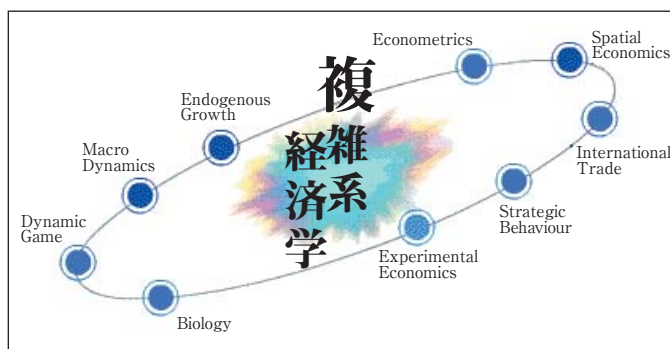 Econometrics
Spatial
Economics
Endogenous
Growth
Macro
Dynamics
Dynamic
Game
Biology
Experimental
Economics
Strategic
Behaviour
International
Trade
複雑系
経済学